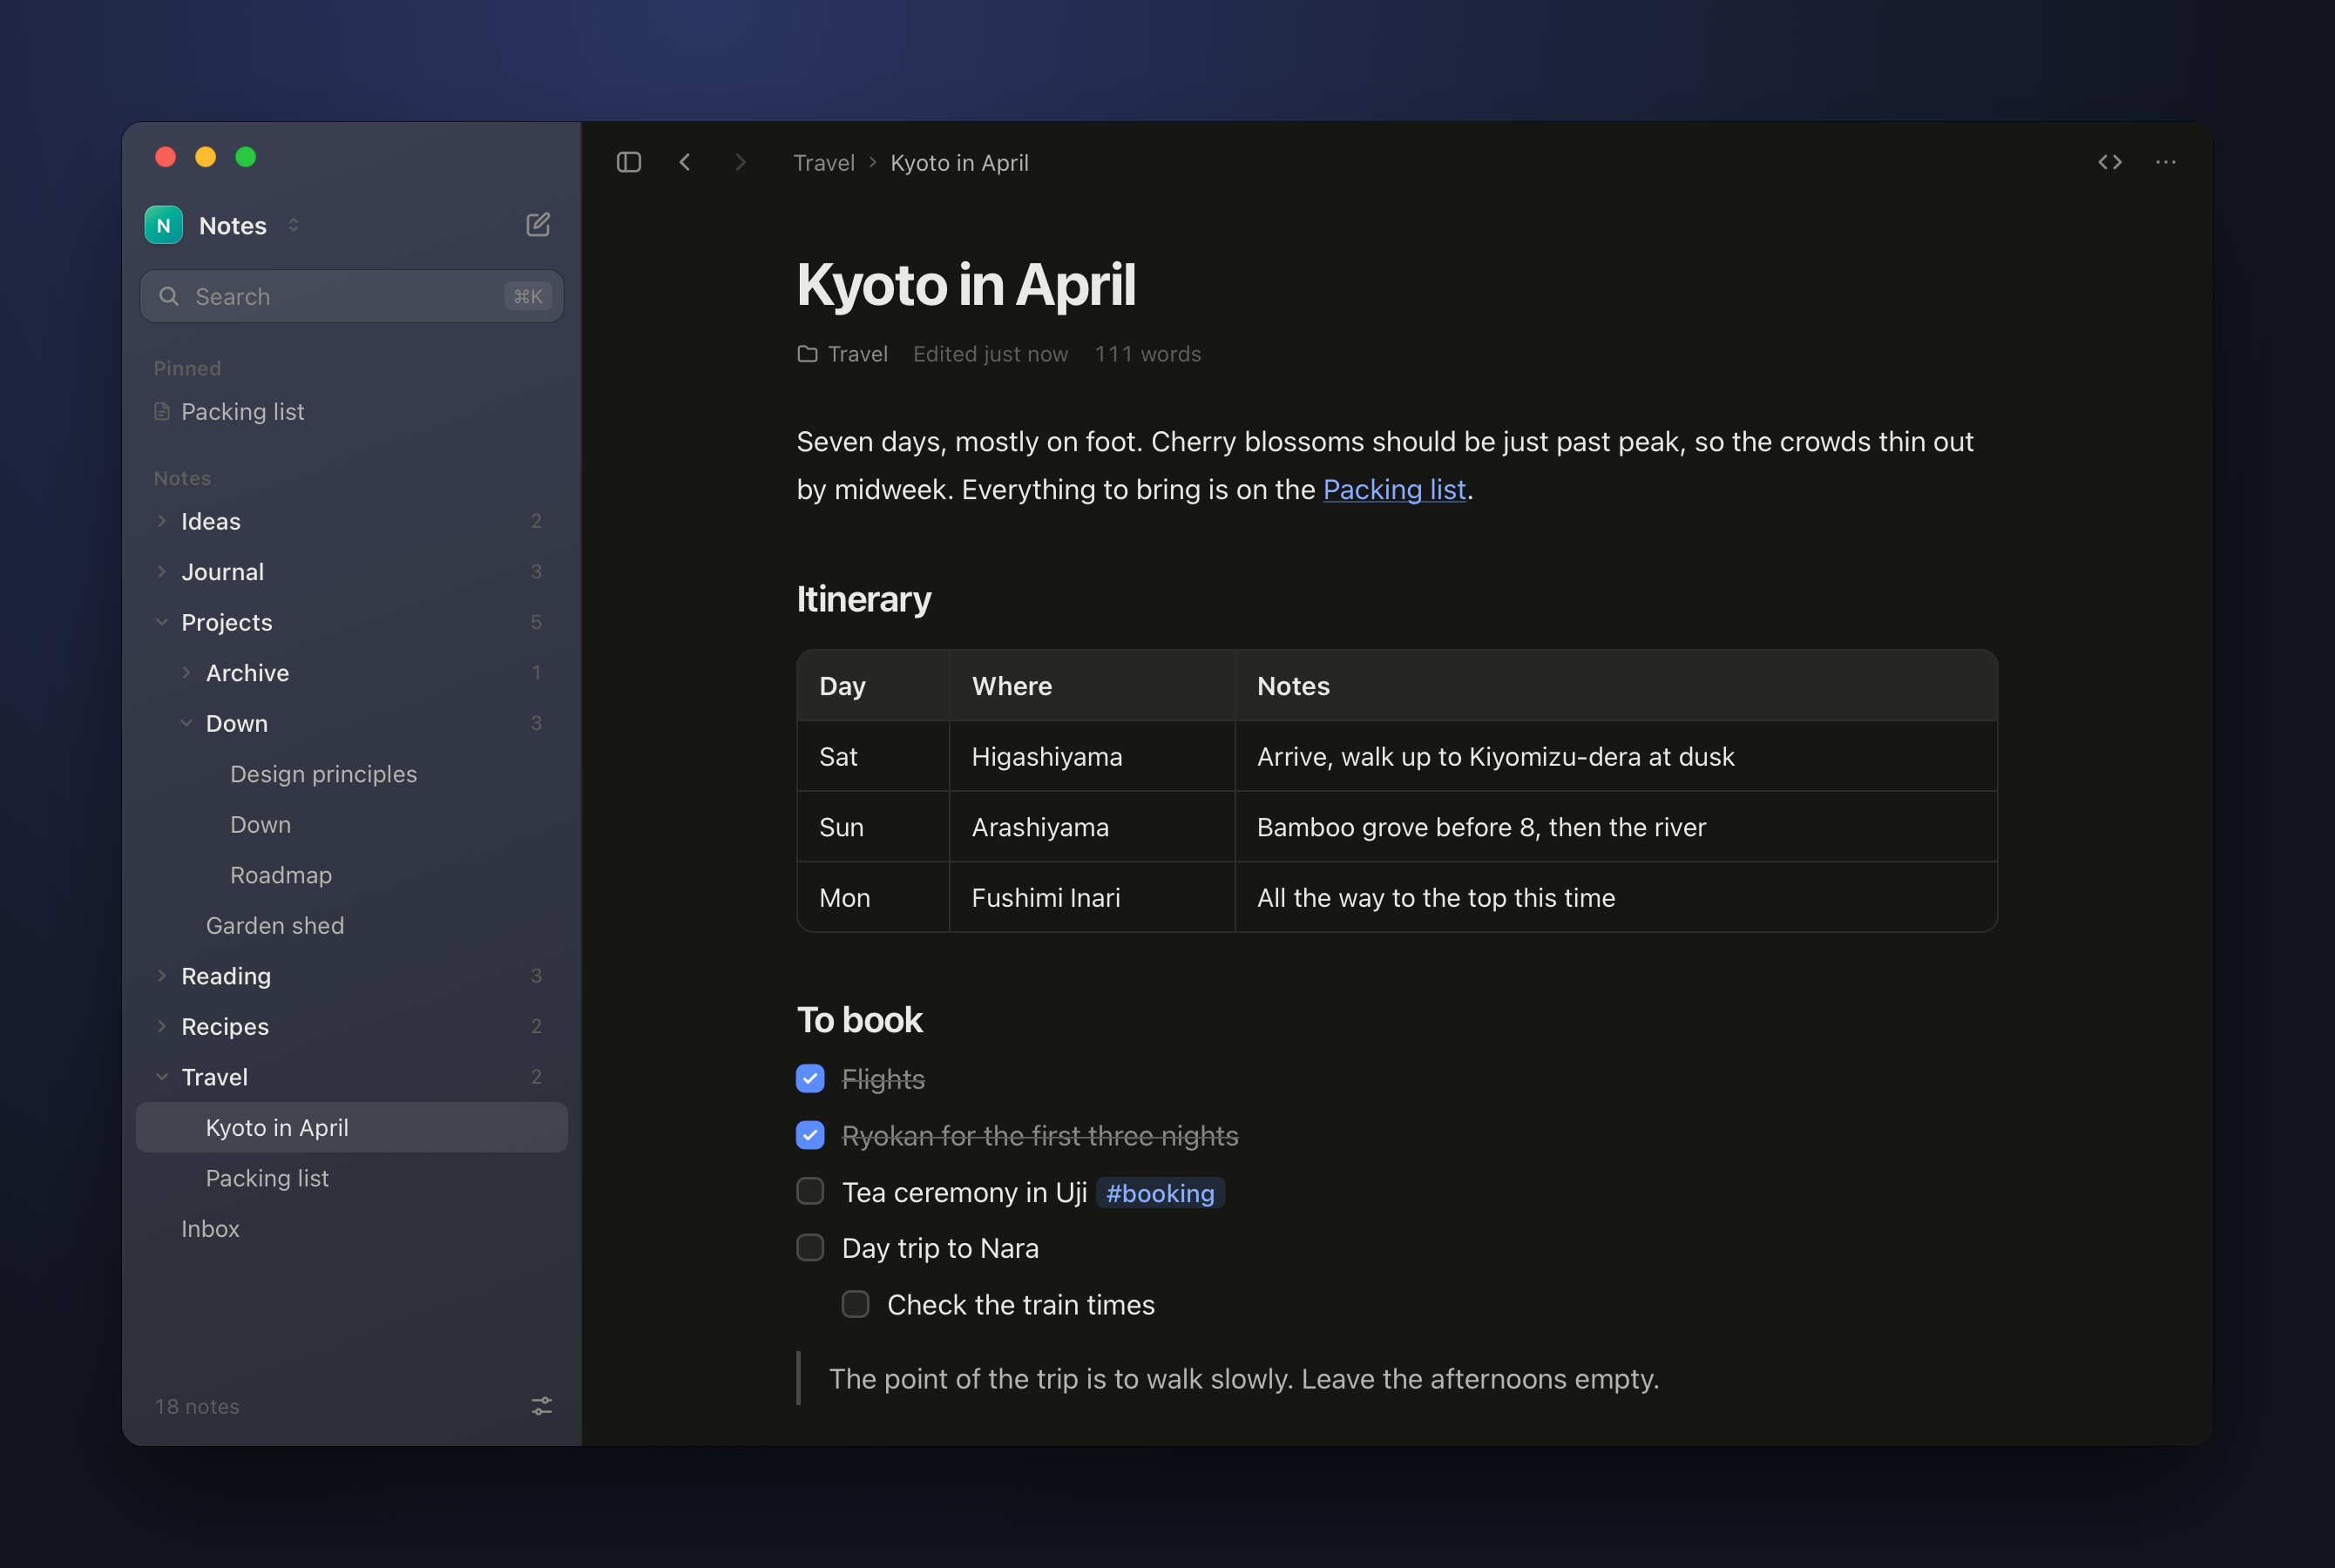 Travel › Kyoto in April
N Notes
Search ⌘K
Pinned
Packing list
Notes
Ideas 2
Journal 3
Projects 5
Archive 1
Down 3
Design principles
Down
Roadmap
Garden shed
Reading 3
Recipes 2
Travel 2
Kyoto in April
Packing list
Inbox
18 notes
Kyoto in April
Travel Edited just now 111 words
Seven days, mostly on foot. Cherry blossoms should be just past peak, so the crowds thin out
by midweek. Everything to bring is on the Packing list.
Itinerary
Day Where Notes
Sat Higashiyama Arrive, walk up to Kiyomizu-dera at dusk
Sun Arashiyama Bamboo grove before 8, then the river
Mon Fushimi Inari All the way to the top this time
To book
Flights
Ryokan for the first three nights
Tea ceremony in Uji #booking
Day trip to Nara
Check the train times
The point of the trip is to walk slowly. Leave the afternoons empty.